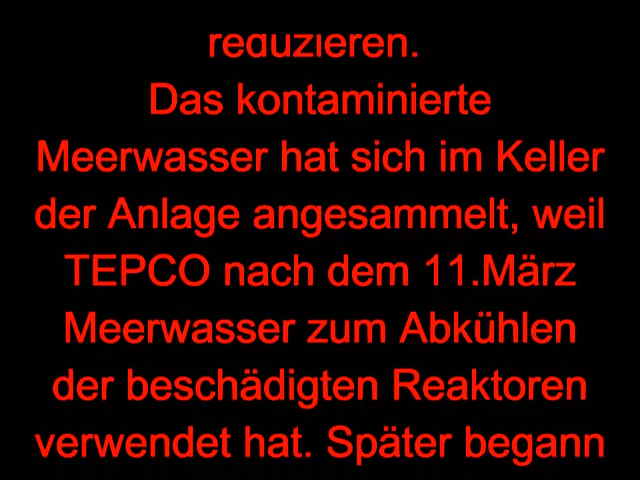 reduzieren.
Das kontaminierte
Meerwasser hat sich im Keller
der Anlage angesammelt, weil
TEPCO nach dem 11.März
Meerwasser zum Abkühlen
der beschädigten Reaktoren
verwendet hat. Später begann